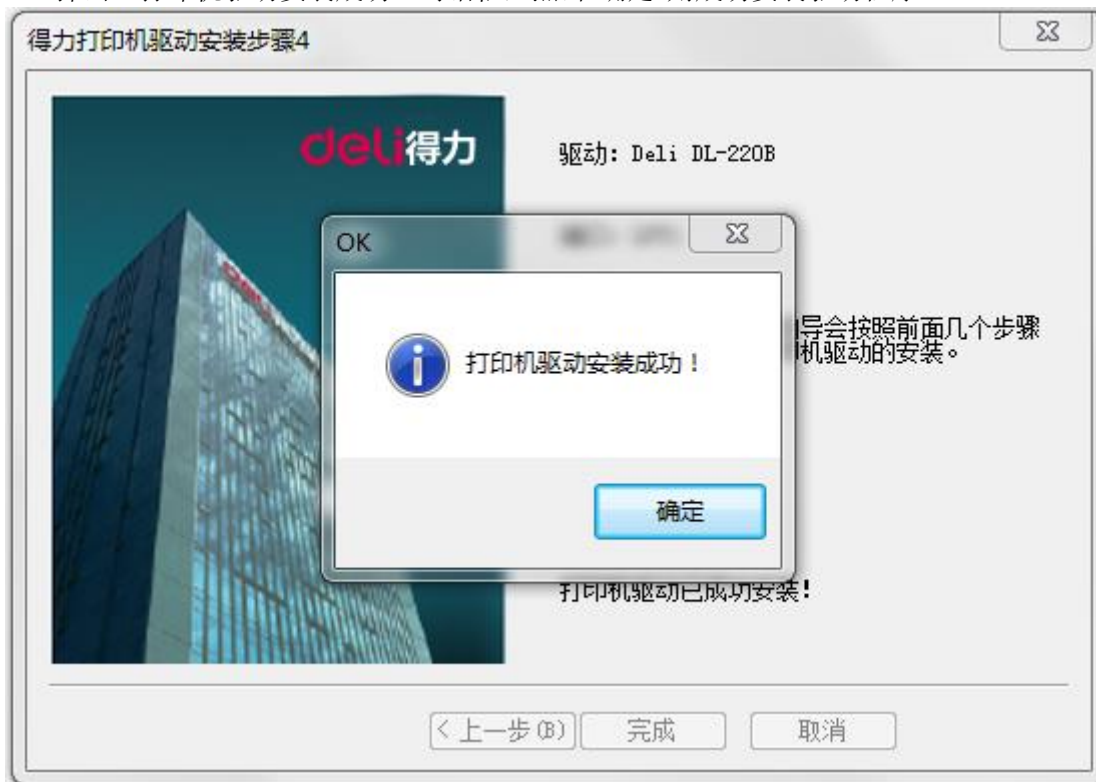 得力打印机驱动安装步骤4
deli得力
驱动: Deli DL-220B
OK
打印机驱动安装成功！
确定
导会按照前面几个步骤
机驱动的安装。
打印机驱动已成功安装!
<上一步(B)
完成
取消